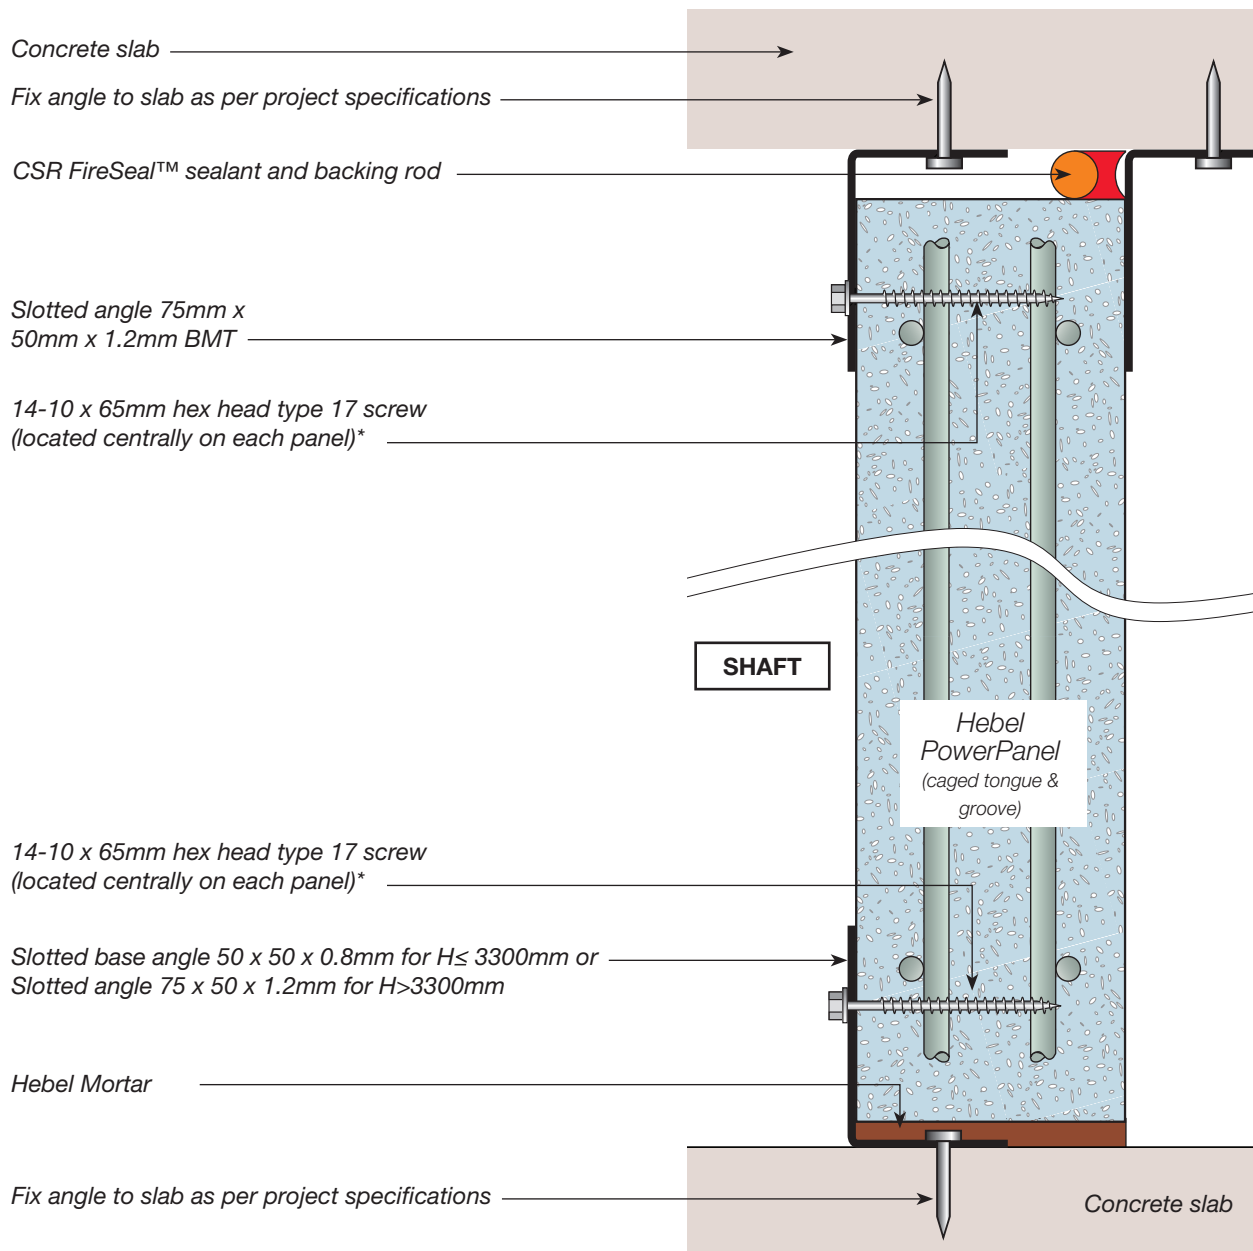 Concrete slab
Fix angle to slab as per project specifications
CSR FireSeal™ sealant and backing rod
Slotted angle 75mm x
50mm x 1.2mm BMT
14-10 x 65mm hex head type 17 screw
(located centrally on each panel)*
SHAFT
Hebel
PowerPanel
(caged tongue &
groove)
14-10 x 65mm hex head type 17 screw
(located centrally on each panel)*
Slotted base angle 50 x 50 x 0.8mm for H≤ 3300mm or
Slotted angle 75 x 50 x 1.2mm for H>3300mm
Hebel Mortar
Fix angle to slab as per project specifications
Concrete slab